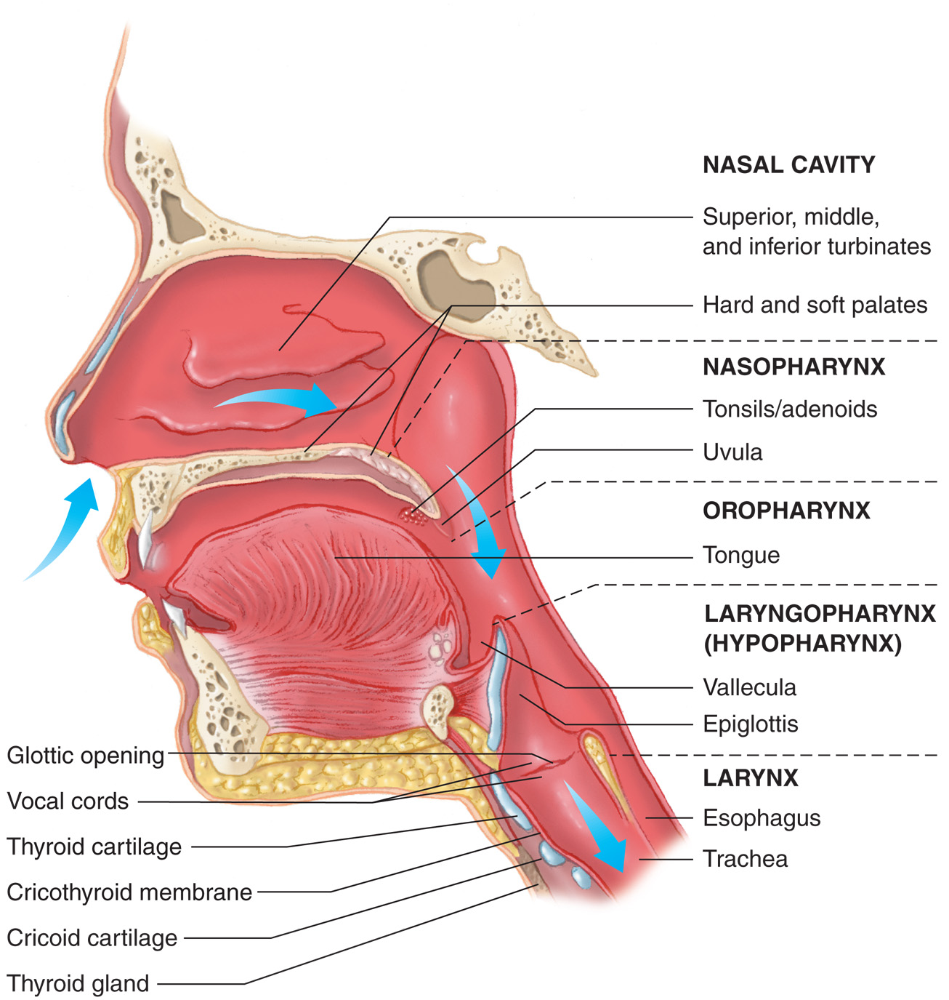 NASAL CAVITY
Superior, middle,
and inferior turbinates
Hard and soft palates
NASOPHARYNX
Tonsils/adenoids
Uvula
OROPHARYNX
Tongue
LARYNGOPHARYNX
(HYPOPHARYNX)
Vallecula
Epiglottis
LARYNX
Esophagus
Trachea
Glottic opening
Vocal cords
Thyroid cartilage
Cricothyroid membrane
Cricoid cartilage
Thyroid gland